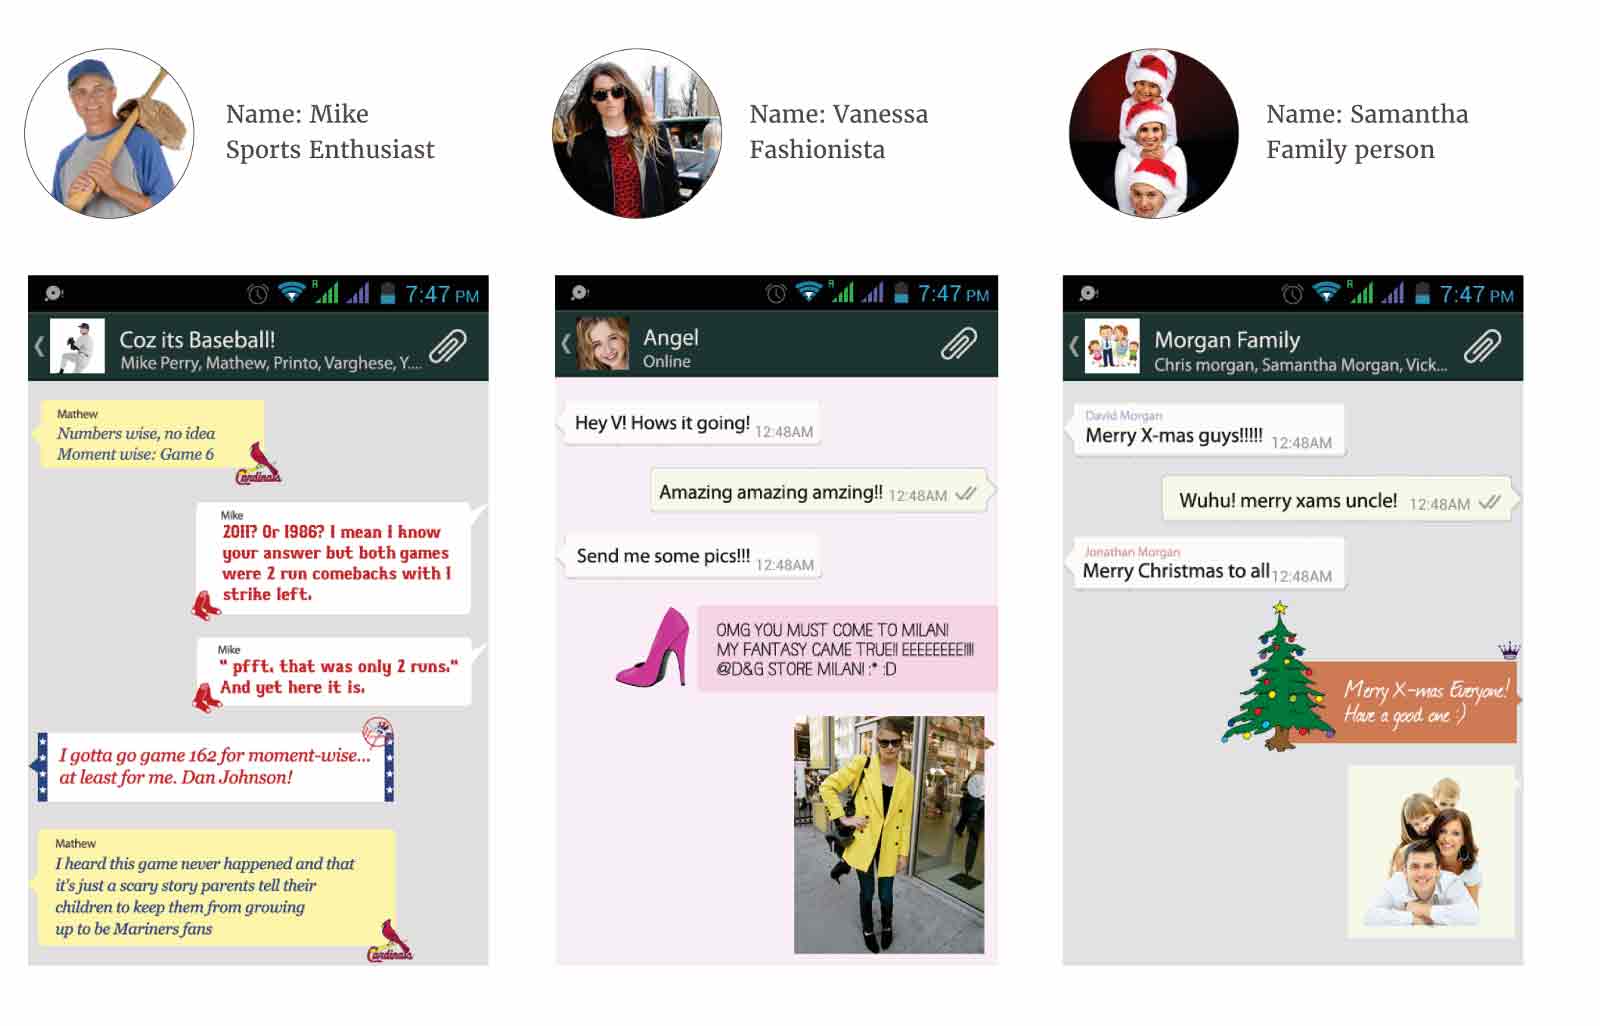 Name: Mike
Sports Enthusiast
Name: Vanessa
Fashionista
Name: Samantha
Family person
R
7:47 PM
Coz its Baseball!
Mike Perry, Mathew, Printo, Varghese, Y....
Mathew
Numbers wise, no idea
Moment wise: Game 6
Cardinals
Mike
2011? Or 1986? I mean I know
your answer but both games
were 2 run comebacks with 1
strike left.
Mike
" pfft. that was only 2 runs."
And yet here it is.
I gotta go game 162 for moment-wise...
at least for me. Dan Johnson!
Mathew
I heard this game never happened and that
it's just a scary story parents tell their
children to keep them from growing
up to be Mariners fans
Cardinals
R
7:47 PM
Angel
Online
Hey V! Hows it going! 12:48AM
Amazing amazing amzing!! 12:48AM
Send me some pics!!! 12:48AM
OMG YOU MUST COME TO MILAN!
MY FANTASY CAME TRUE!! EEEEEEEE!!!!
@D&G STORE MILAN! :* :D
R
7:47 PM
Morgan Family
Chris morgan, Samantha Morgan, Vick...
David Morgan
Merry X-mas guys!!!!! 12:48AM
Wuhu! merry xams uncle! 12:48AM
Jonathan Morgan
Merry Christmas to all 12:48AM
Merry X-mas Everyone!
Have a good one :)